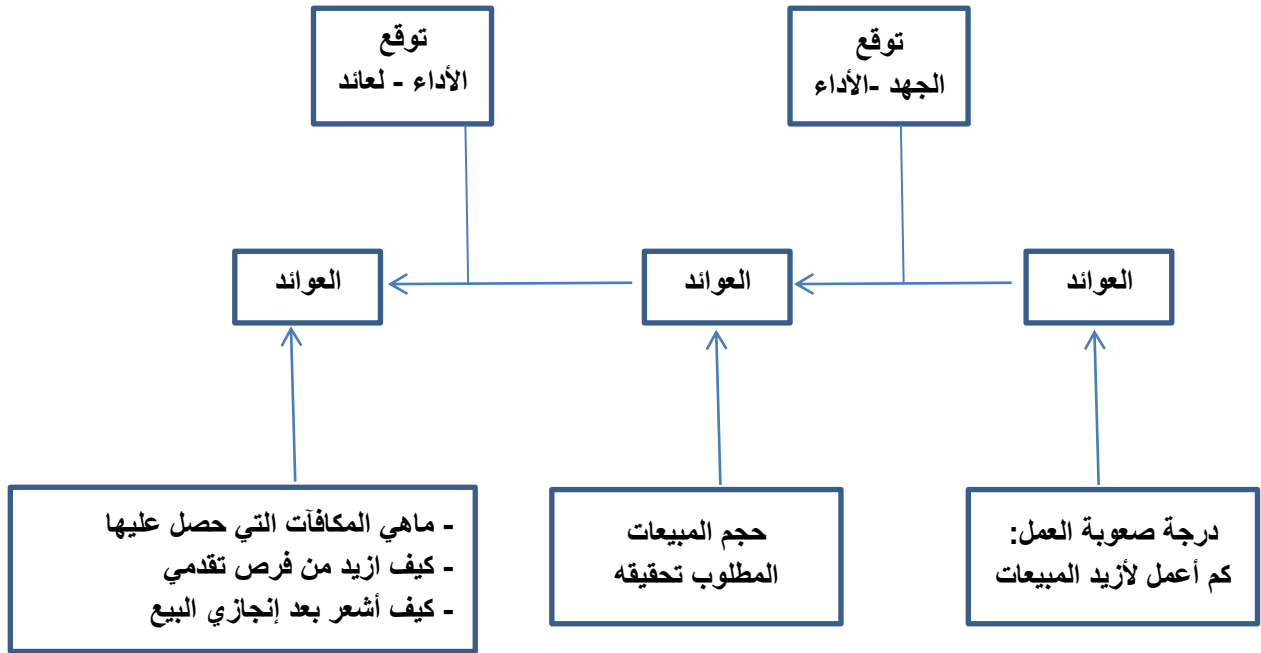 توقع
الجهد -الأداء
توقع
الأداء - لعائد
العوائد
العوائد
العوائد
درجة صعوبة العمل:
كم أعمل لأزيد المبيعات
حجم المبيعات
المطلوب تحقيقه
- ماهي المكافآت التي حصل عليها
- كيف ازيد من فرص تقدمي
- كيف أشعر بعد إنجازي البيع